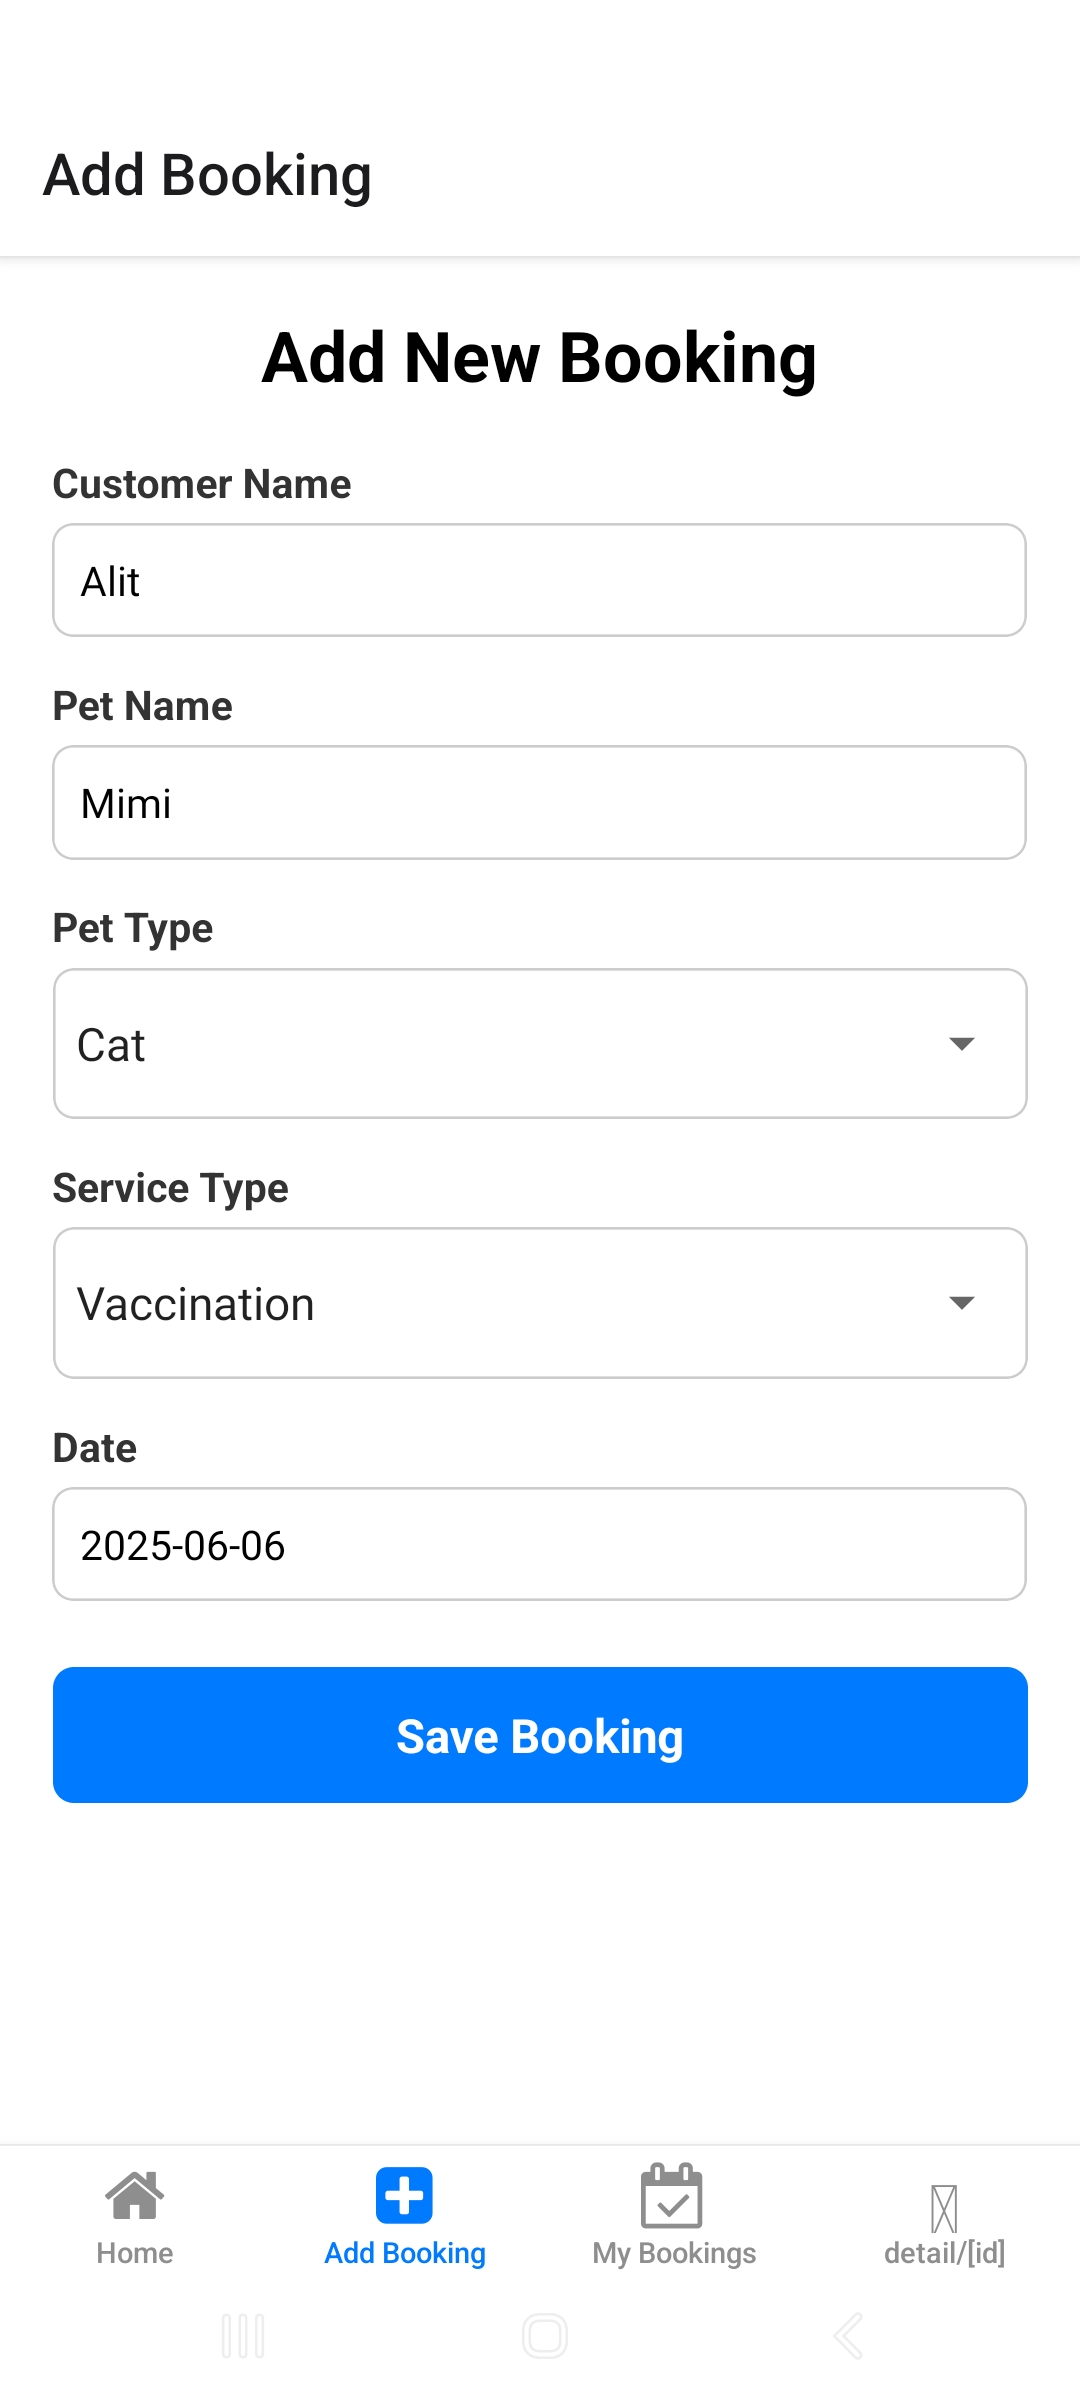 Add Booking
Add New Booking
Customer Name
Alit
Pet Name
Mimi
Pet Type
Cat
Service Type
Vaccination
Date
2025-06-06
Save Booking
Home
Add Booking
My Bookings
detail/[id]